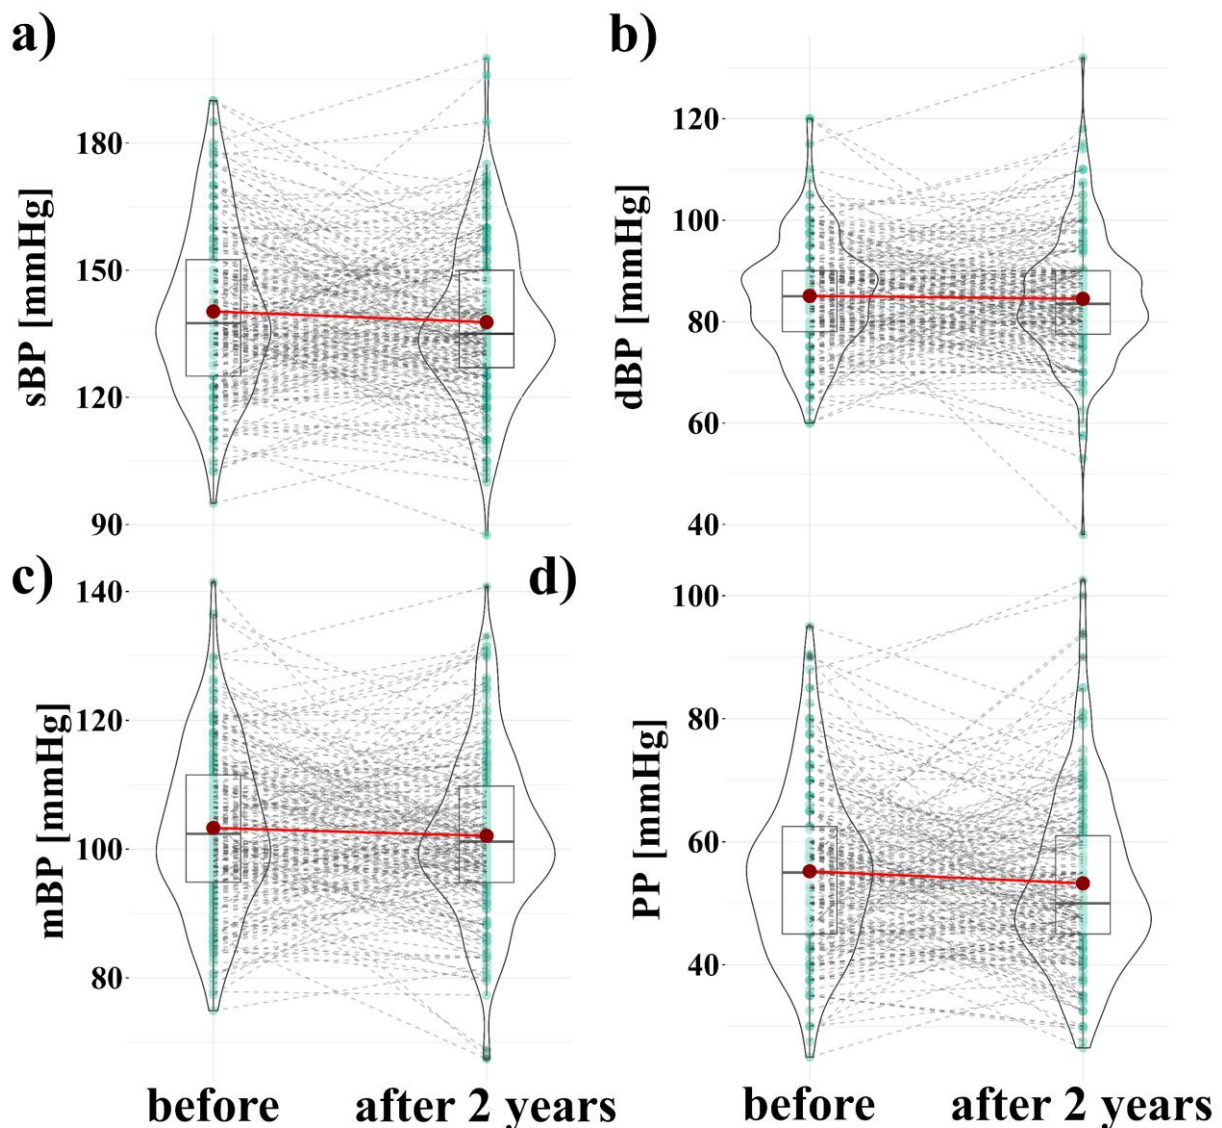 a)
sBP [mmHg]
180
150
120
90
b)
dBP [mmHg]
120
100
80
60
40
c)
mBP [mmHg]
140
120
100
80
before
after 2 years
d)
PP [mmHg]
100
80
60
40
before
after 2 years